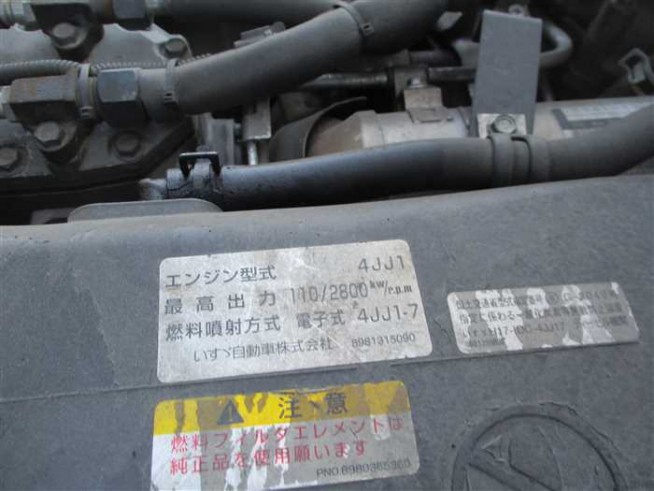 エンジン型式 4JJ1
最高出力 110/2800 kW/r.p.m
燃料噴射方式 電子式 4JJ1-7
いすゞ自動車株式会社 8981315090
注意
燃料フィルタエレメントは
純正品を使用願います
PNO.8980365303